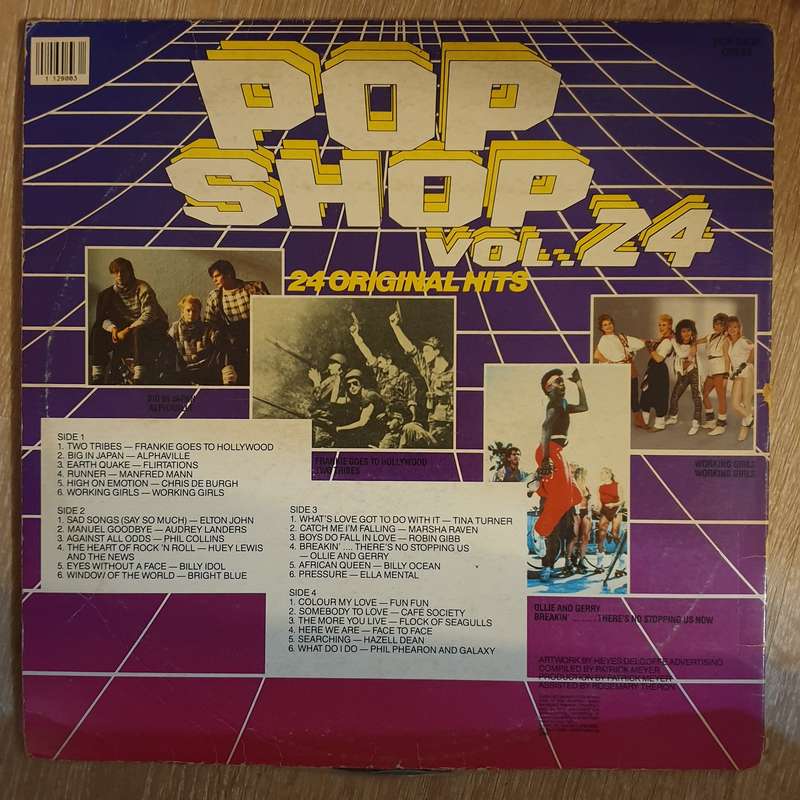 1 129003
POP
SHOP
VOL. 24
24 ORIGINAL HITS
BIG IN JAPAN
ALPHAVILLE
FRANKIE GOES TO HOLLYWOOD
TWO TRIBES
WORKING GIRLS
WORKING GIRLS
SIDE 1
1. TWO TRIBES — FRANKIE GOES TO HOLLYWOOD
2. BIG IN JAPAN — ALPHAVILLE
3. EARTH QUAKE — FLIRTATIONS
4. RUNNER — MANFRED MANN
5. HIGH ON EMOTION — CHRIS DE BURGH
6. WORKING GIRLS — WORKING GIRLS
SIDE 2
1. SAD SONGS (SAY SO MUCH) — ELTON JOHN
2. MANUEL GOODBYE — AUDREY LANDERS
3. AGAINST ALL ODDS — PHIL COLLINS
4. THE HEART OF ROCK 'N ROLL — HUEY LEWIS
AND THE NEWS
5. EYES WITHOUT A FACE — BILLY IDOL
6. WINDOW OF THE WORLD — BRIGHT BLUE
SIDE 3
1. WHAT'S LOVE GOT TO DO WITH IT — TINA TURNER
2. CATCH ME I'M FALLING — MARSHA RAVEN
3. BOYS DO FALL IN LOVE — ROBIN GIBB
4. BREAKIN' .... THERE'S NO STOPPING US
— OLLIE AND GERRY
5. AFRICAN QUEEN — BILLY OCEAN
6. PRESSURE — ELLA MENTAL
SIDE 4
1. COLOUR MY LOVE — FUN FUN
2. SOMEBODY TO LOVE — CAFE SOCIETY
3. THE MORE YOU LIVE — FLOCK OF SEAGULLS
4. HERE WE ARE — FACE TO FACE
5. SEARCHING — HAZELL DEAN
6. WHAT DO I DO — PHIL PHEARON AND GALAXY
OLLIE AND GERRY
BREAKIN' ...... THERE'S NO STOPPING US NOW
ARTWORK BY HEYES DELCOFFE ADVERTISING
COMPILED BY PATRICK MEYER
PRODUCTION BY PATRICK MEYER
ASSISTED BY ROSEMARY THERON